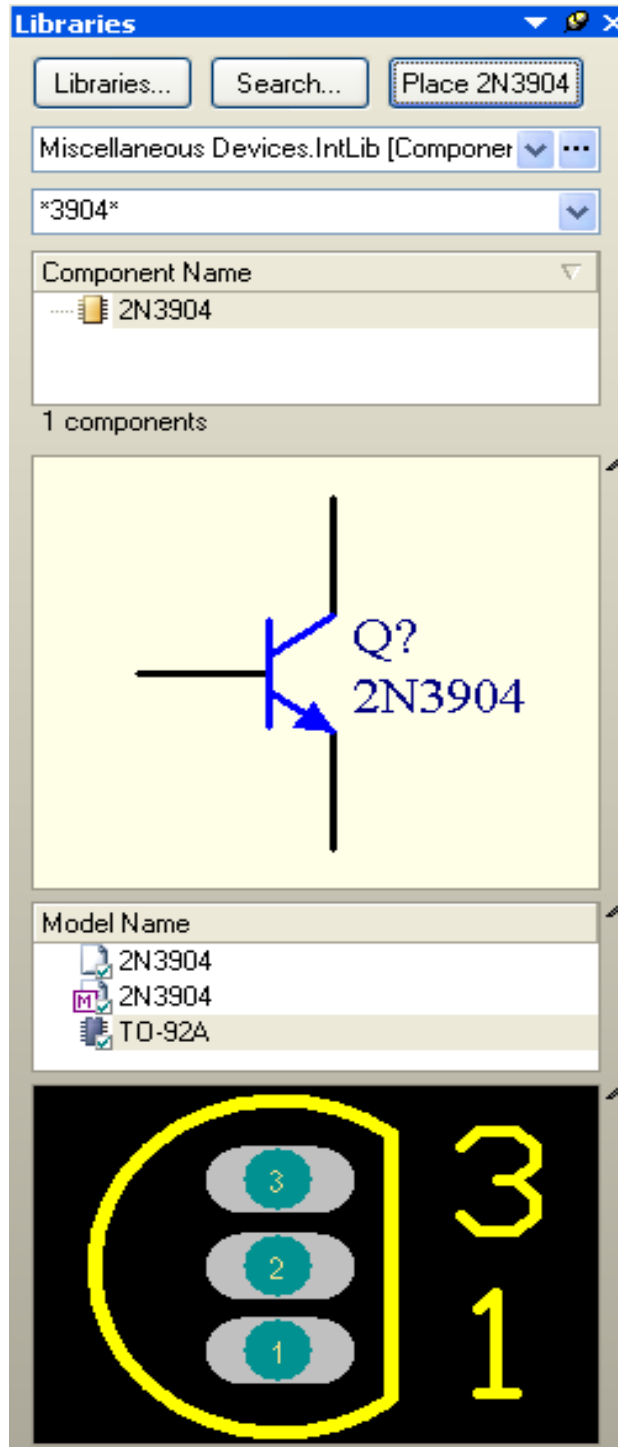 Libraries
Libraries... Search... Place 2N3904
Miscellaneous Devices.IntLib [Componer
*3904*
Component Name
2N3904
1 components
Q?
2N3904
Model Name
2N3904
M 2N3904
TO-92A
3 3
2
1 1